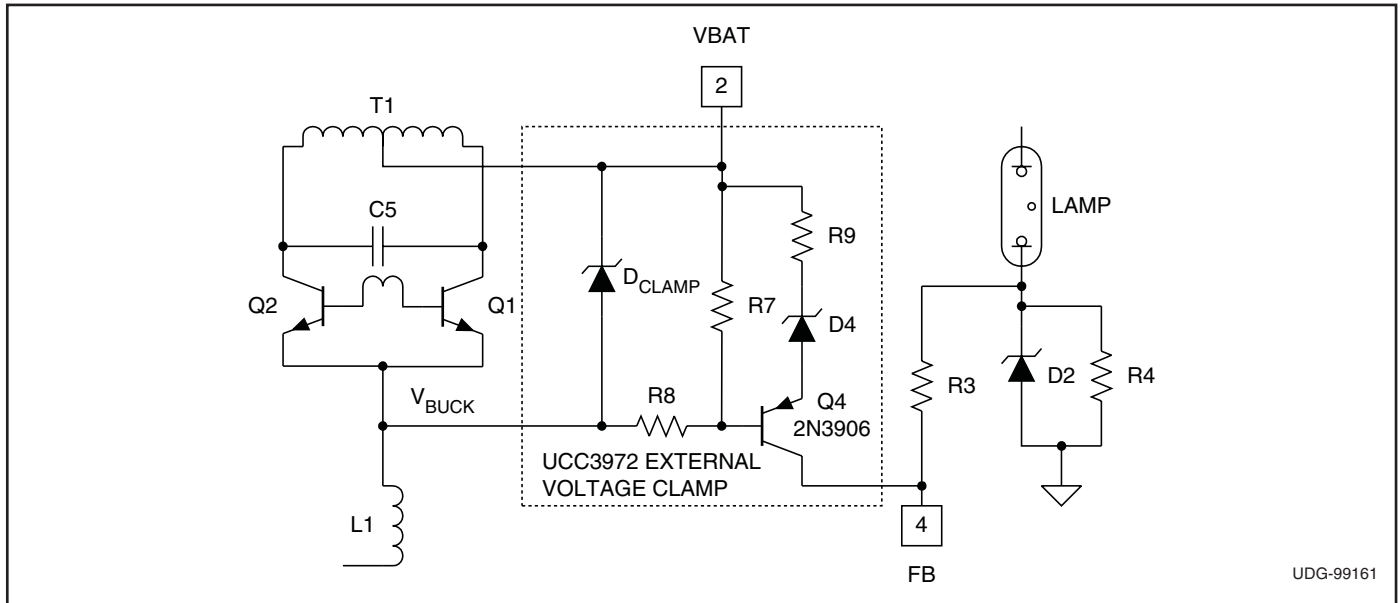 VBAT
2
T1
C5
R9
LAMP
DCLAMP
Q2
Q1
R7
D4
R3
D2
R4
VBUCK
R8
Q4
2N3906
UCC3972 EXTERNAL
VOLTAGE CLAMP
L1
4
FB
UDG-99161